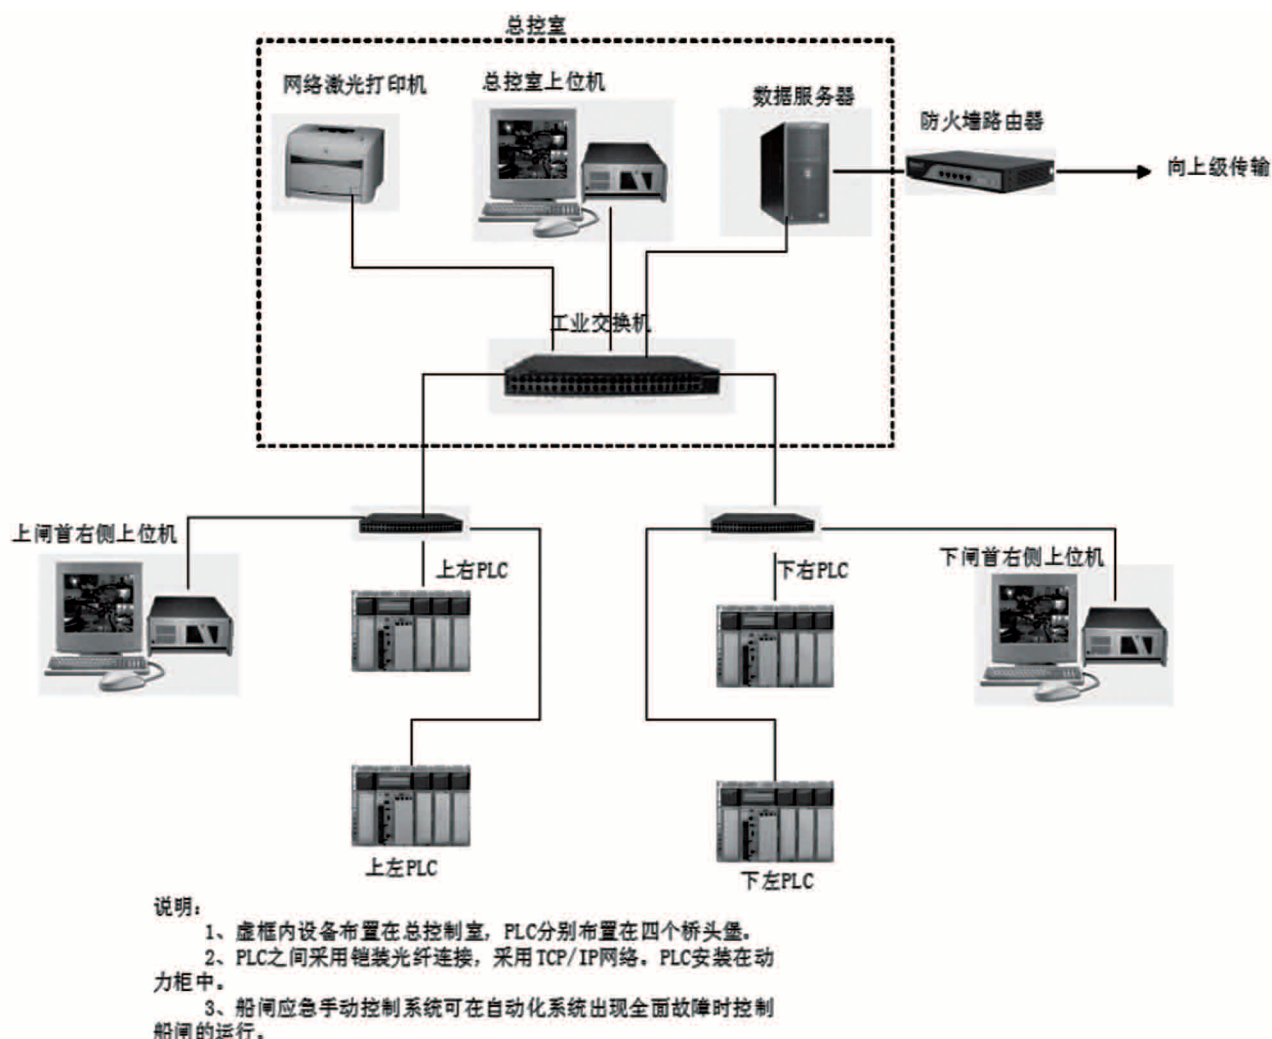 总控室
网络激光打印机
总控室上位机
数据服务器
防火墙路由器
向上级传输
工业交换机
上闸首右侧上位机
上右PLC
下右PLC
下闸首右侧上位机
上左PLC
下左PLC
说明：
1、虚框内设备布置在总控制室，PLC分别布置在四个桥头堡。
2、PLC之间采用铠装光纤连接，采用TCP/IP网络。PLC安装在动
力柜中。
3、船闸应急手动控制系统可在自动化系统出现全面故障时控制
船闸的运行。